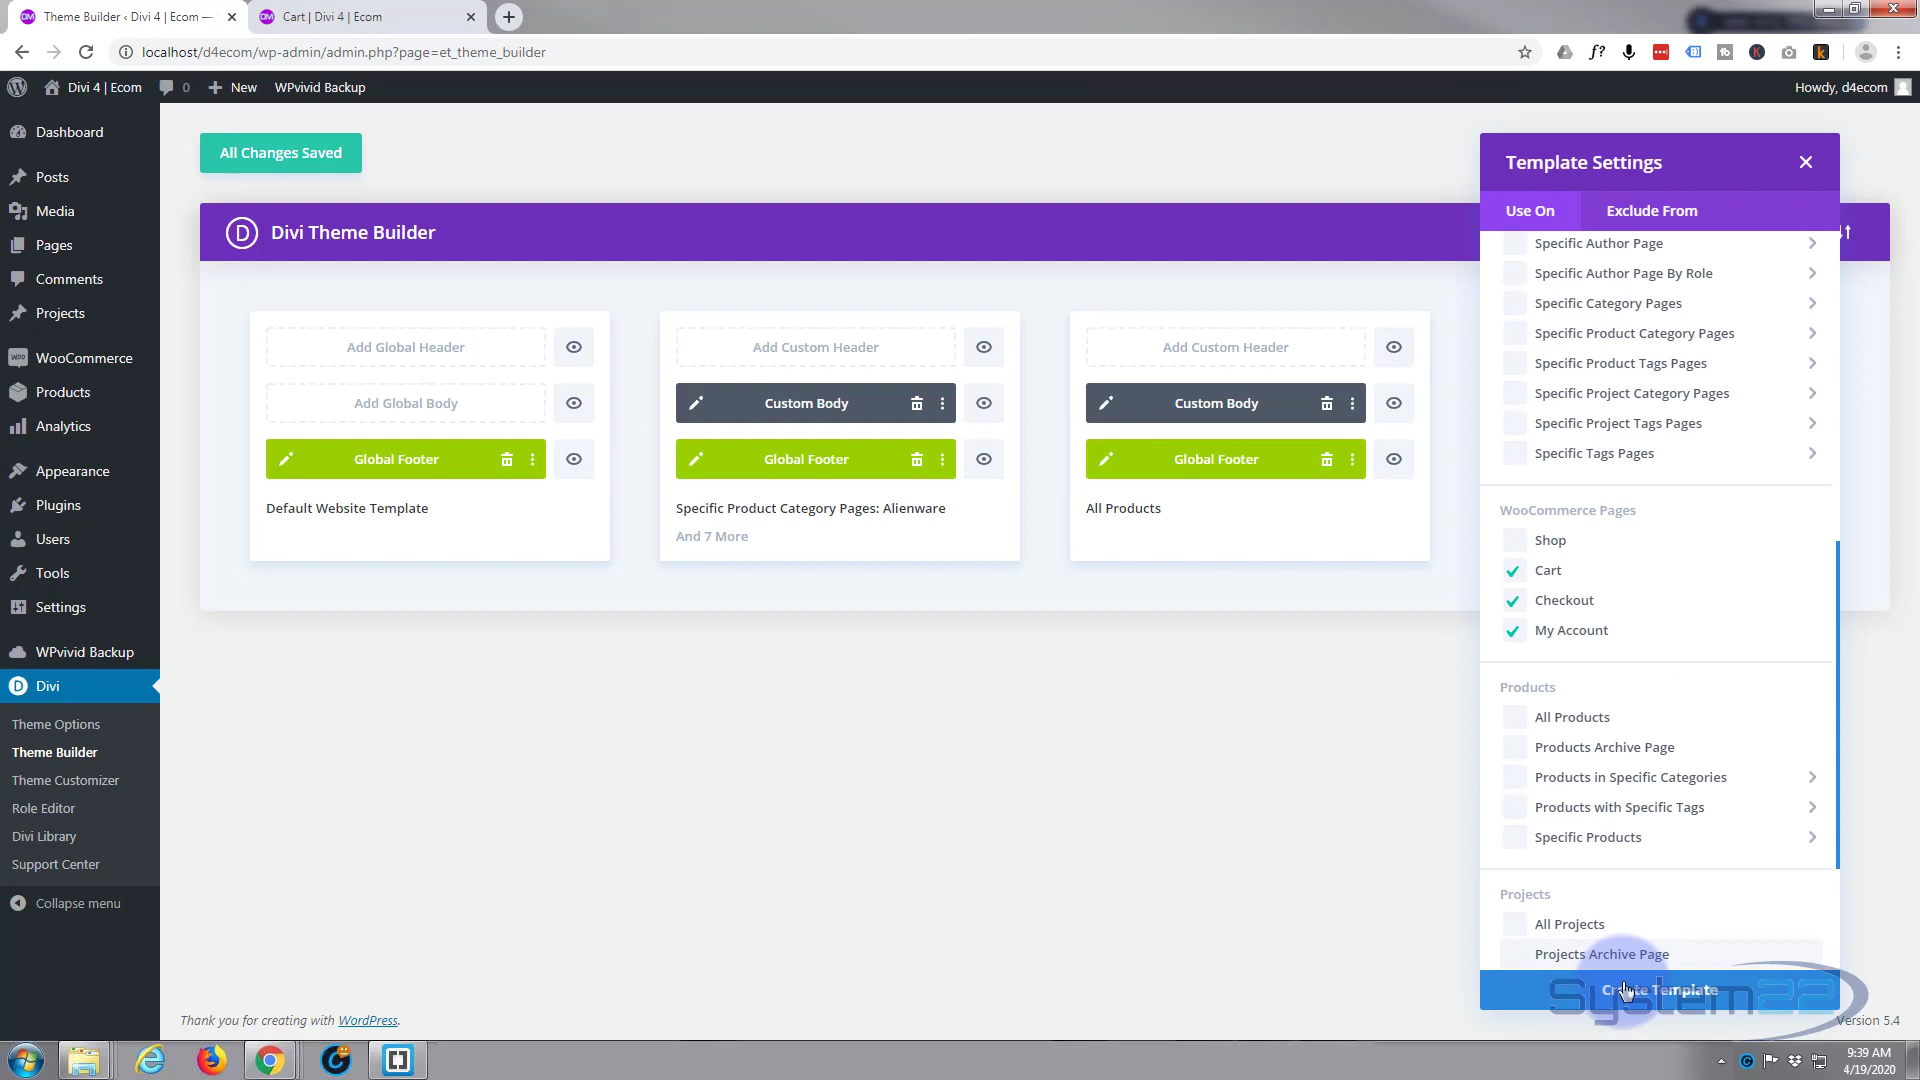 Theme Builder ‹ Divi 4 | Ecom —
Cart | Divi 4 | Ecom
localhost/d4ecom/wp-admin/admin.php?page=et_theme_builder
Divi 4 | Ecom
0
New
WPvivid Backup
Howdy, d4ecom
Dashboard
Posts
Media
Pages
Comments
Projects
WooCommerce
Products
Analytics
Appearance
Plugins
Users
Tools
Settings
WPvivid Backup
Divi
Theme Options
Theme Builder
Theme Customizer
Role Editor
Divi Library
Support Center
Collapse menu
All Changes Saved
D
Divi Theme Builder
Add Global Header
Add Global Body
Global Footer
Default Website Template
Add Custom Header
Custom Body
Global Footer
Specific Product Category Pages: Alienware
And 7 More
Add Custom Header
Custom Body
Global Footer
All Products
Template Settings
Use On
Exclude From
Specific Author Page
Specific Author Page By Role
Specific Category Pages
Specific Product Category Pages
Specific Product Tags Pages
Specific Project Category Pages
Specific Project Tags Pages
Specific Tags Pages
WooCommerce Pages
Shop
Cart
Checkout
My Account
Products
All Products
Products Archive Page
Products in Specific Categories
Products with Specific Tags
Specific Products
Projects
All Projects
Projects Archive Page
Create Template
System22
Thank you for creating with WordPress.
Version 5.4
9:39 AM
4/19/2020